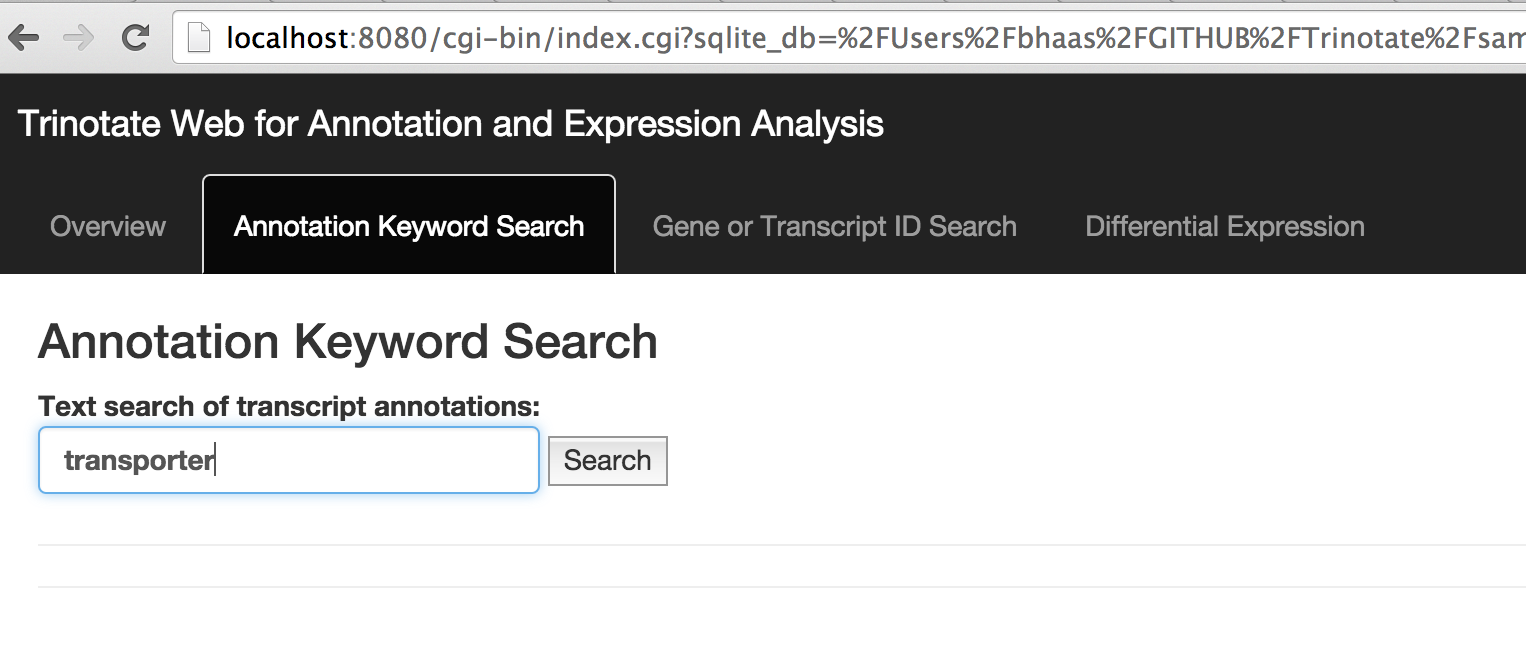 localhost:8080/cgi-bin/index.cgi?sqlite_db=%2FUsers%2Fbhaas%2FGITHUB%2FTrinotate%2Fsam
Trinotate Web for Annotation and Expression Analysis
Overview Annotation Keyword Search Gene or Transcript ID Search Differential Expression
Annotation Keyword Search
Text search of transcript annotations:
transporter Search